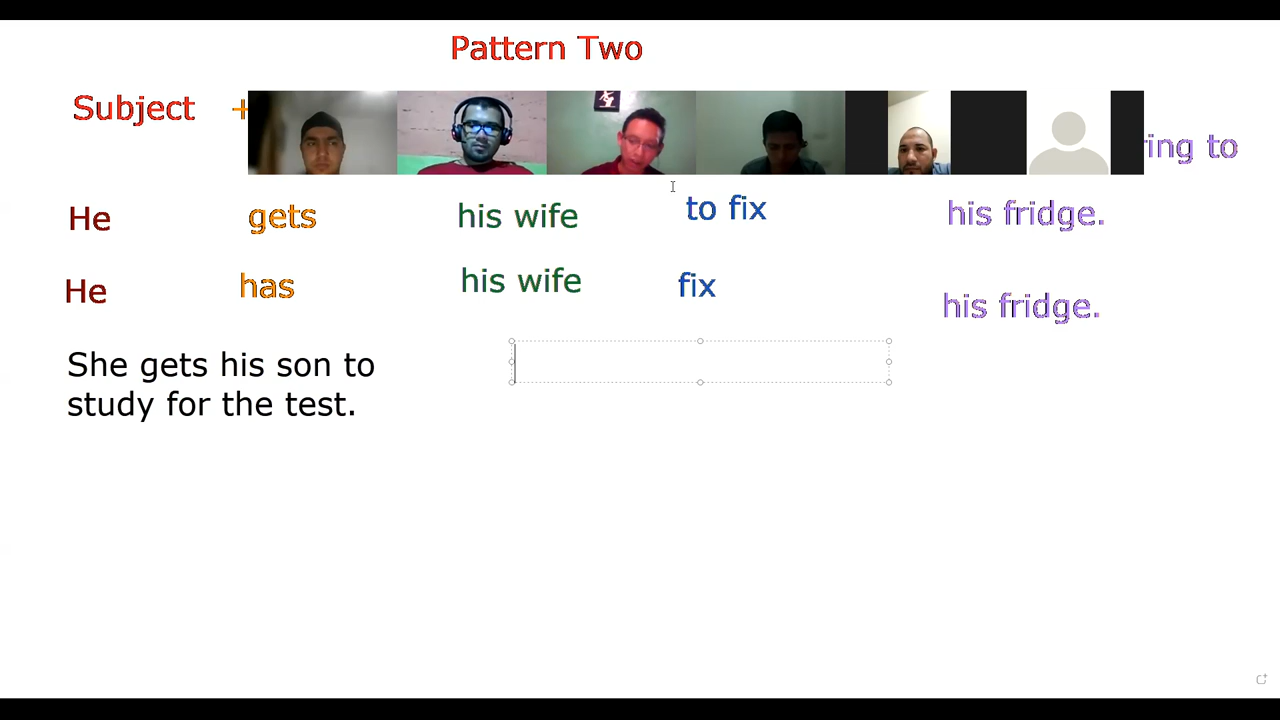 Pattern Two
Subject +
ing to
He gets his wife to fix his fridge.
He has his wife fix his fridge.
She gets his son to
study for the test.